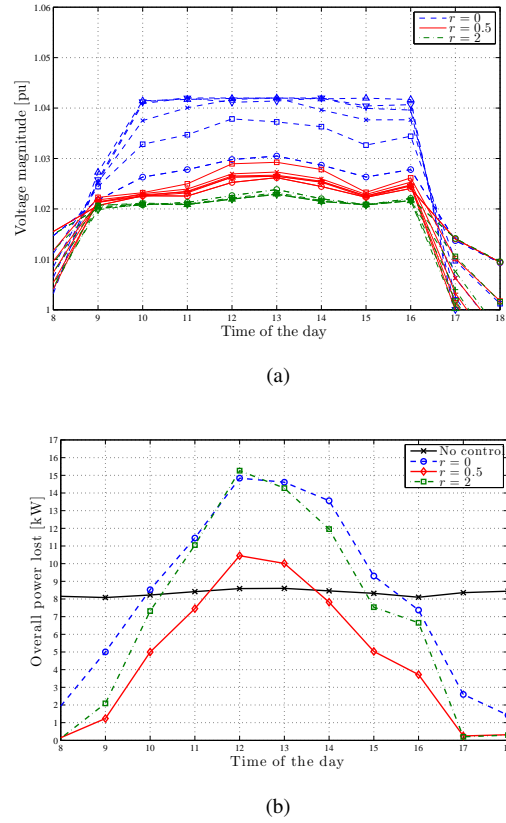 1.06
1.05
1.04
1.03
1.02
1.01
1
Voltage magnitude [pu]
r = 0
r = 0.5
r = 2
8 9 10 11 12 13 14 15 16 17 18
Time of the day
(a)
17
16
15
14
13
12
11
10
9
8
7
6
5
4
3
2
1
0
Overall power lost [kW]
No control
r = 0
r = 0.5
r = 2
8 9 10 11 12 13 14 15 16 17 18
Time of the day
(b)